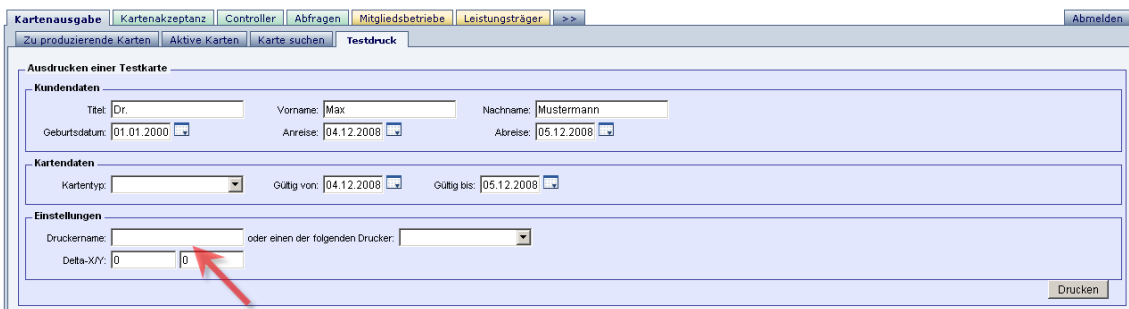 Kartenausgabe Kartenakzeptanz Controller Abfragen Mitgliedsbetriebe Leistungsträger >> Abmelden
Zu produzierende Karten Aktive Karten Karte suchen Testdruck
Ausdrucken einer Testkarte
Kundendaten
Titel: Dr. Vorname: Max Nachname: Mustermann
Geburtsdatum: 01.01.2000 Anreise: 04.12.2008 Abreise: 05.12.2008
Kartendaten
Kartentyp: Gültig von: 04.12.2008 Gültig bis: 05.12.2008
Einstellungen
Druckername: oder einen der folgenden Drucker:
Delta-X/Y: 0 0
Drucken